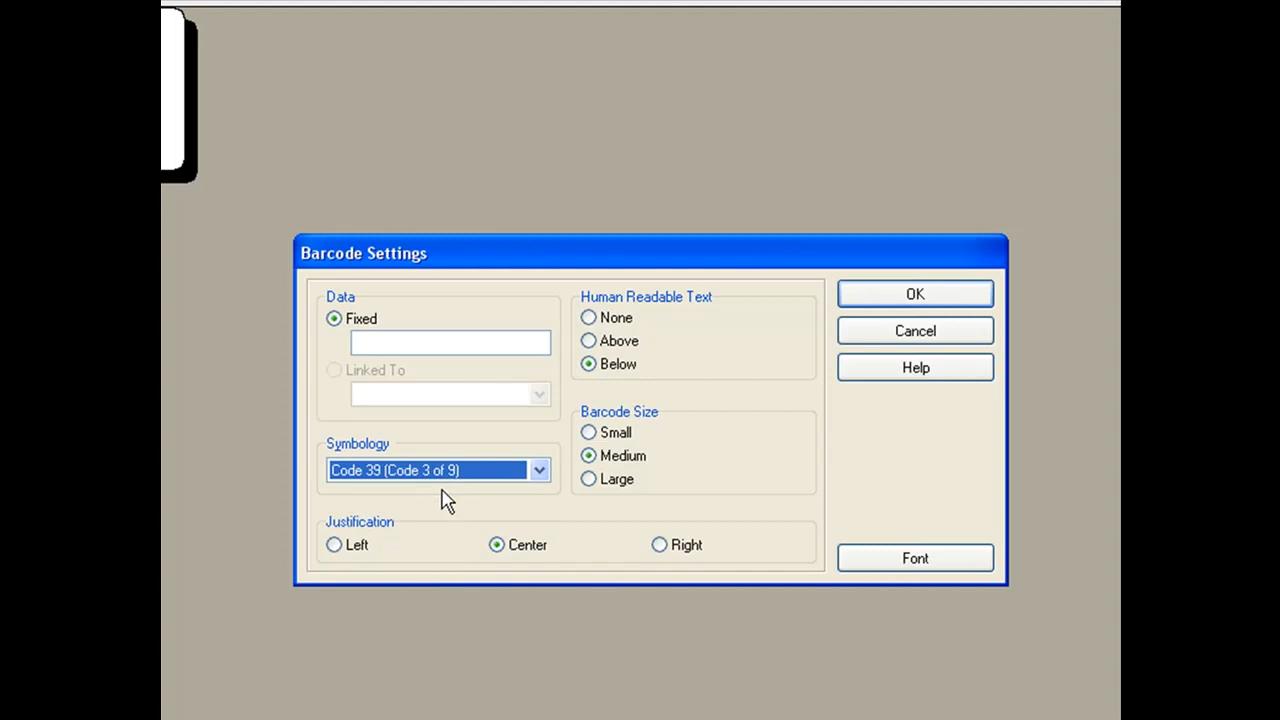 Barcode Settings
Data
Fixed
Linked To
Symbology
Code 39 (Code 3 of 9)
Human Readable Text
None
Above
Below
Barcode Size
Small
Medium
Large
Justification
Left
Center
Right
OK
Cancel
Help
Font